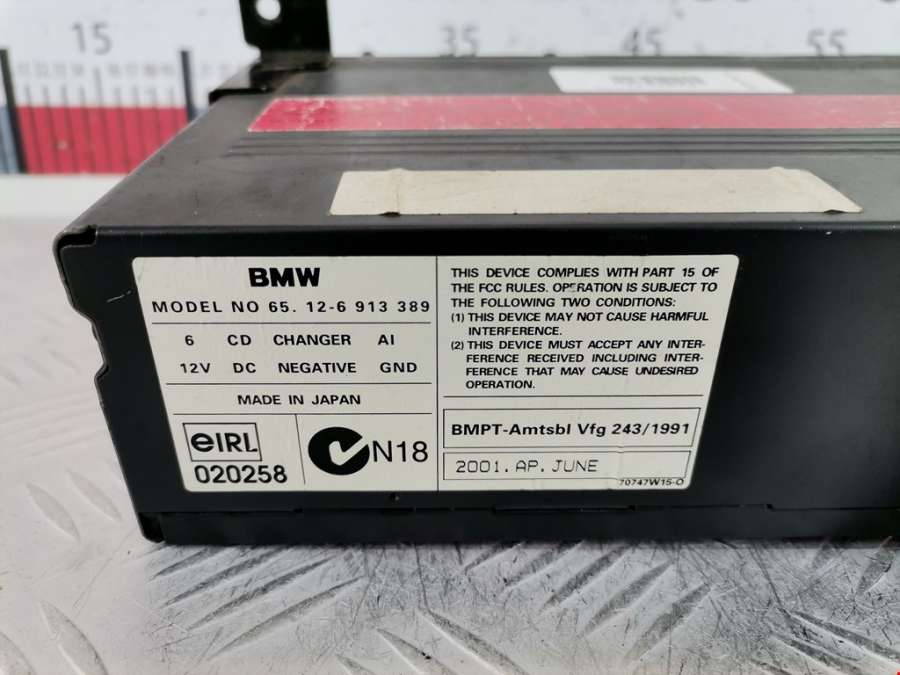 15 35 45 55
BMW
MODEL NO 65. 12-6 913 389
6 CD CHANGER AI
12V DC NEGATIVE GND
MADE IN JAPAN
eIRL
020258
N18
THIS DEVICE COMPLIES WITH PART 15 OF
THE FCC RULES. OPERATION IS SUBJECT TO
THE FOLLOWING TWO CONDITIONS:
(1) THIS DEVICE MAY NOT CAUSE HARMFUL
INTERFERENCE.
(2) THIS DEVICE MUST ACCEPT ANY INTER-
FERENCE RECEIVED INCLUDING INTER-
FERENCE THAT MAY CAUSE UNDESIRED
OPERATION.
BMPT-Amtsbl Vfg 243/1991
2001. AP. JUNE
70747W15-O